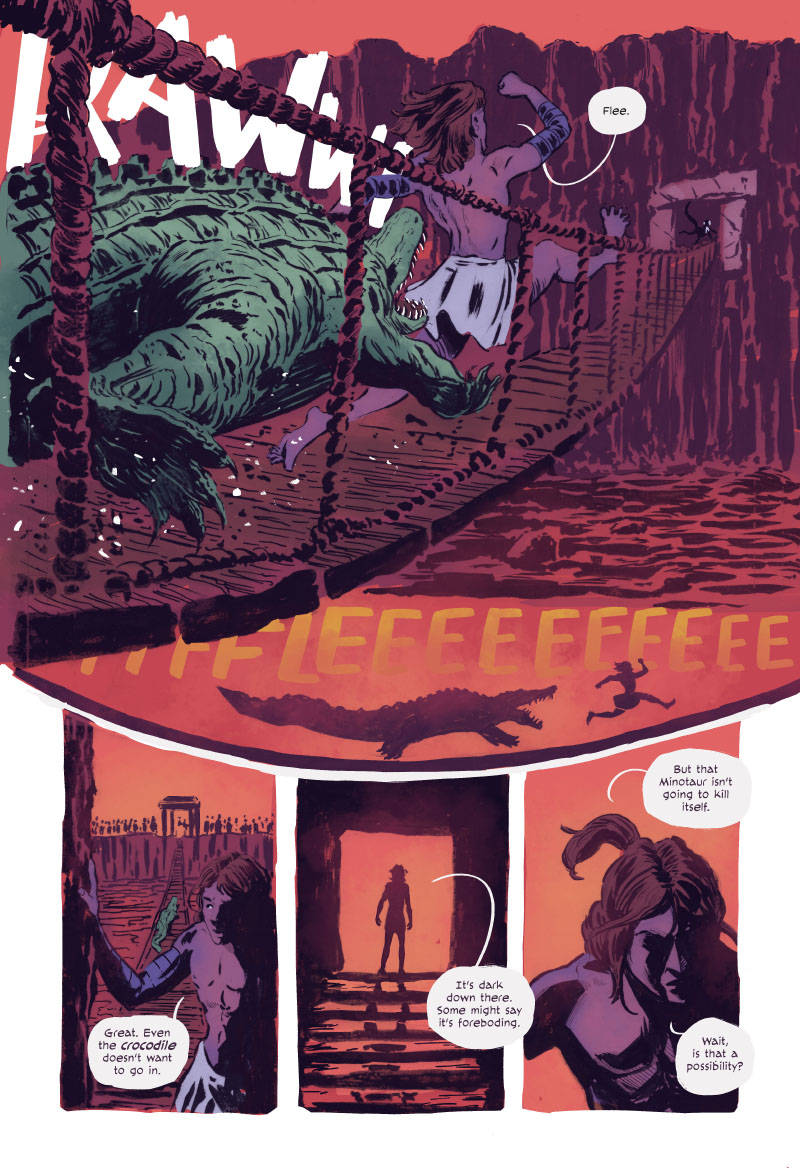 RAWW
Flee.
FFFFLEEEEEEEEEEEE
Great. Even
the crocodile
doesn't want
to go in.
It's dark
down there.
Some might say
it's foreboding.
But that
Minotaur isn't
going to kill
itself.
Wait,
is that a
possibility?